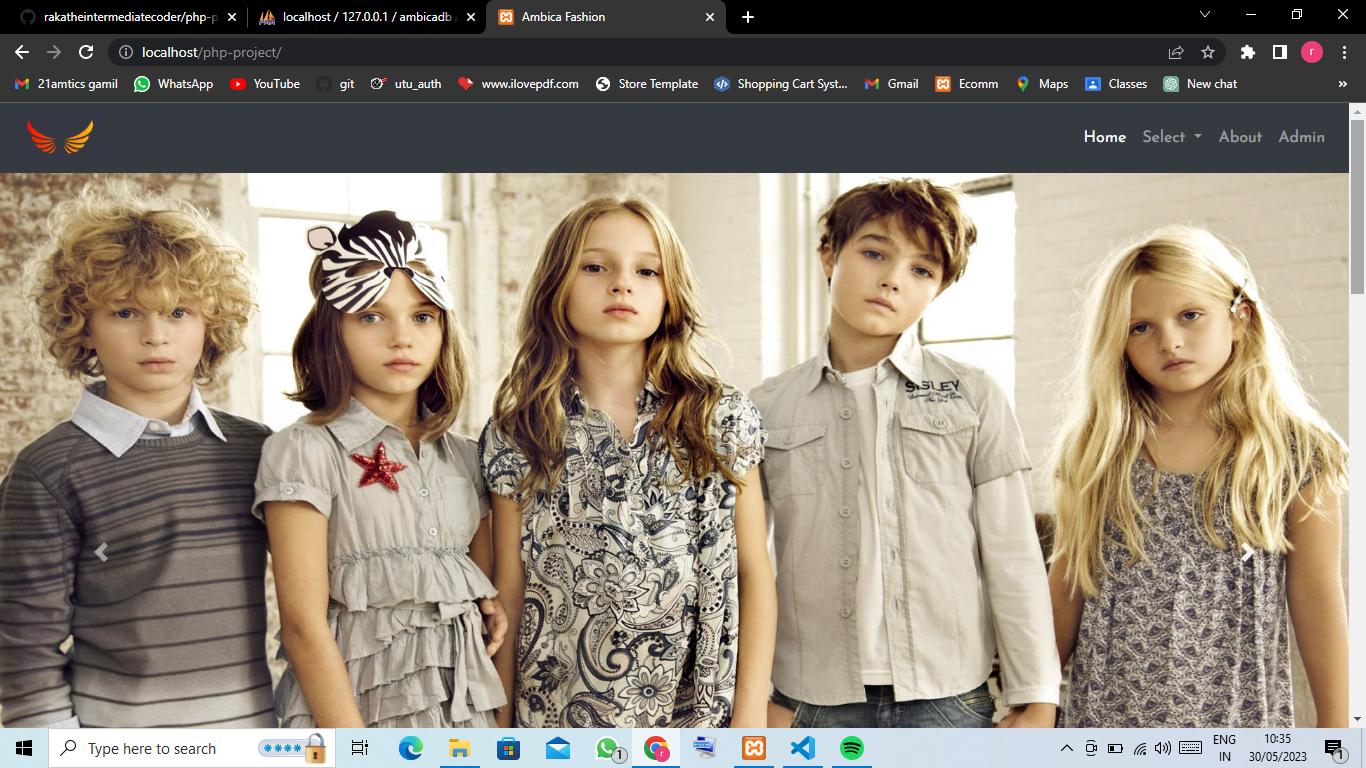 rakatheintermediatecoder/php-p
localhost / 127.0.0.1 / ambicadb
Ambica Fashion
localhost/php-project/
r
21amtics gamil
WhatsApp
YouTube
git
utu_auth
www.ilovepdf.com
Store Template
Shopping Cart Syst...
Gmail
Ecomm
Maps
Classes
New chat
»
Home
Select
About
Admin
SISLEY
Type here to search
1
r
ENG
IN
10:35
30/05/2023
1